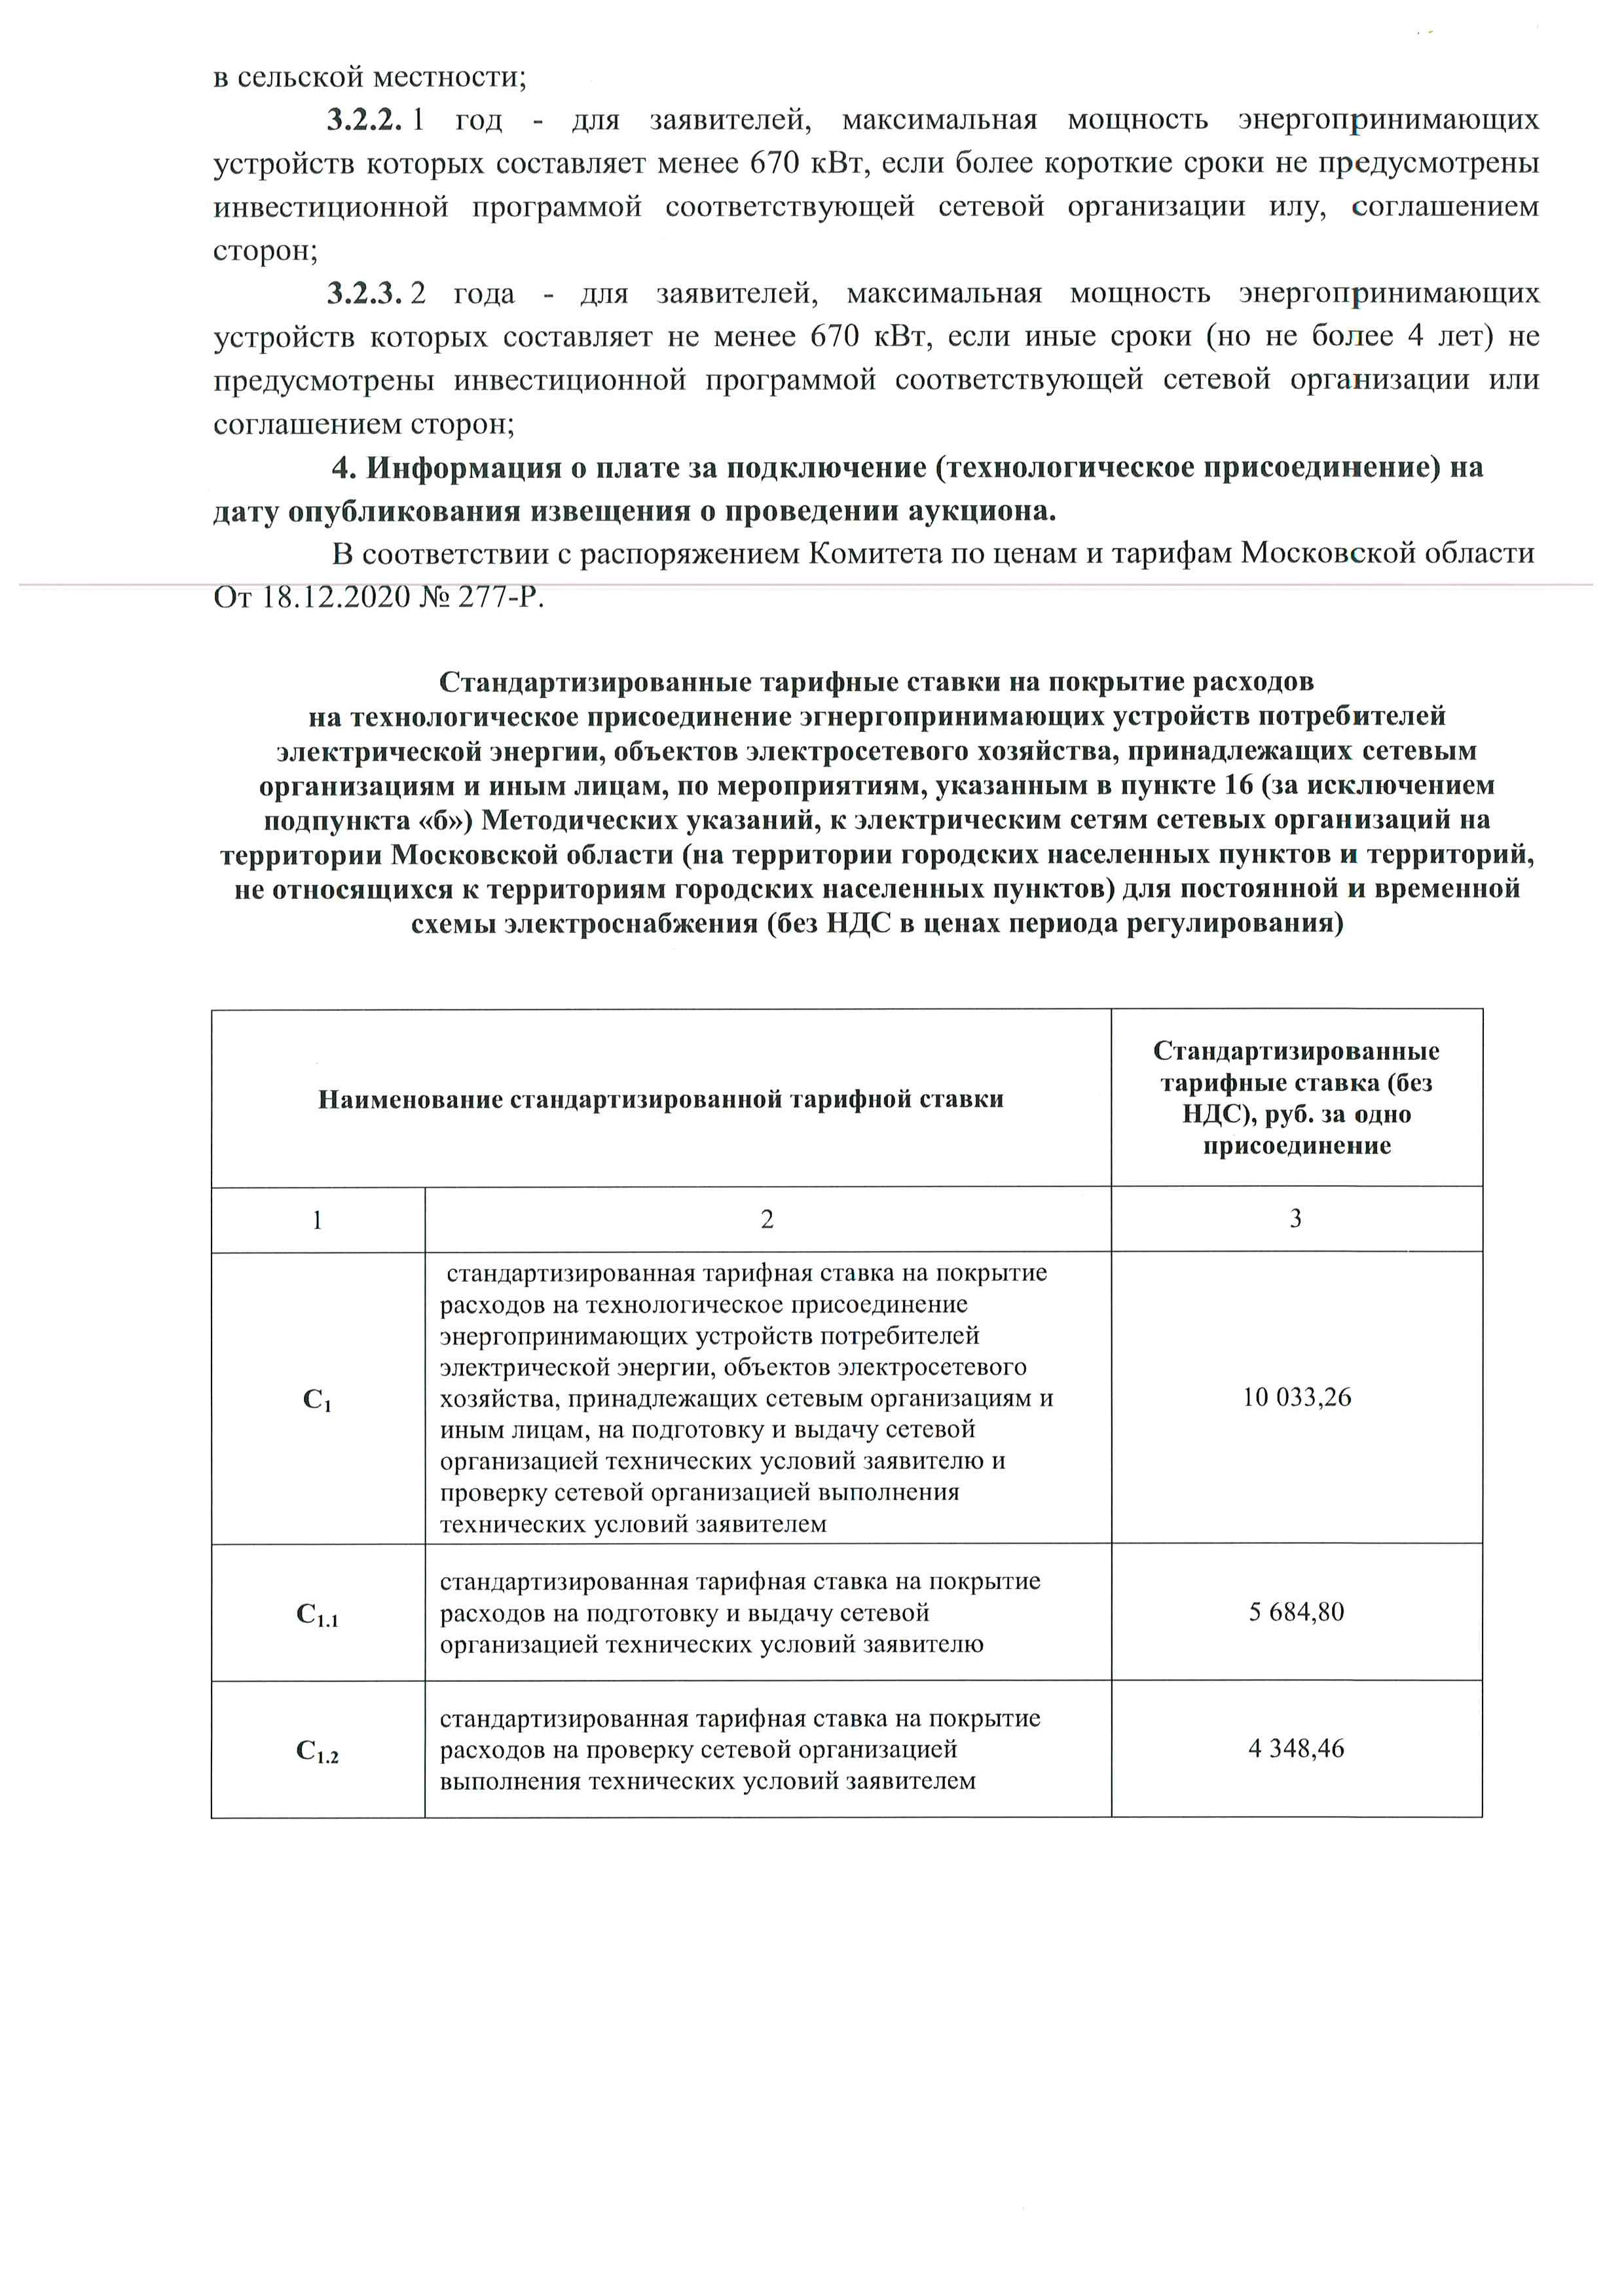 в сельской местности;
3.2.2. 1 год - для заявителей, максимальная мощность энергопринимающих
устройств которых составляет менее 670 кВт, если более короткие сроки не предусмотрены
инвестиционной программой соответствующей сетевой организации илу, соглашением
сторон;
3.2.3. 2 года - для заявителей, максимальная мощность энергопринимающих
устройств которых составляет не менее 670 кВт, если иные сроки (но не более 4 лет) не
предусмотрены инвестиционной программой соответствующей сетевой организации или
соглашением сторон;
4. Информация о плате за подключение (технологическое присоединение) на
дату опубликования извещения о проведении аукциона.
В соответствии с распоряжением Комитета по ценам и тарифам Московской области
От 18.12.2020 № 277-Р.
Стандартизированные тарифные ставки на покрытие расходов
на технологическое присоединение эгнергопринимающих устройств потребителей
электрической энергии, объектов электросетевого хозяйства, принадлежащих сетевым
организациям и иным лицам, по мероприятиям, указанным в пункте 16 (за исключением
подпункта «б») Методических указаний, к электрическим сетям сетевых организаций на
территории Московской области (на территории городских населенных пунктов и территорий,
не относящихся к территориям городских населенных пунктов) для постоянной и временной
схемы электроснабжения (без НДС в ценах периода регулирования)
Наименование стандартизированной тарифной ставки
Стандартизированные
тарифные ставка (без
НДС), руб. за одно
присоединение
1
2
3
С1
стандартизированная тарифная ставка на покрытие
расходов на технологическое присоединение
энергопринимающих устройств потребителей
электрической энергии, объектов электросетевого
хозяйства, принадлежащих сетевым организациям и
иным лицам, на подготовку и выдачу сетевой
организацией технических условий заявителю и
проверку сетевой организацией выполнения
технических условий заявителем
10 033,26
С1.1
стандартизированная тарифная ставка на покрытие
расходов на подготовку и выдачу сетевой
организацией технических условий заявителю
5 684,80
С1.2
стандартизированная тарифная ставка на покрытие
расходов на проверку сетевой организацией
выполнения технических условий заявителем
4 348,46